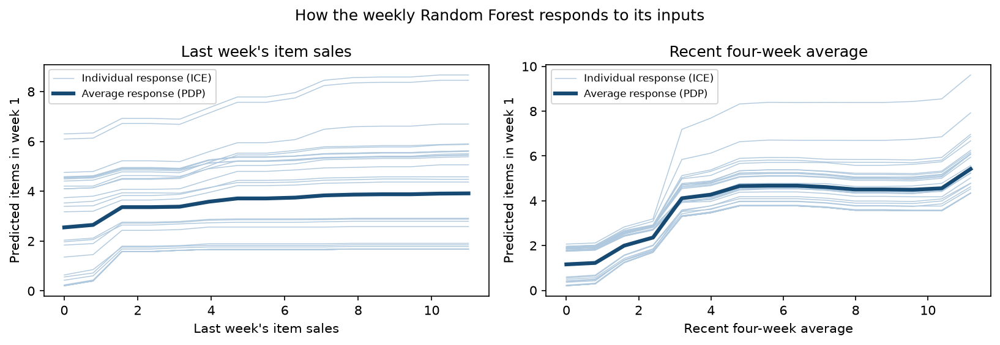 How the weekly Random Forest responds to its inputs
Last week's item sales
Individual response (ICE)
Average response (PDP)
Predicted items in week 1
8
6
4
2
0
0 2 4 6 8 10
Last week's item sales
Recent four-week average
Individual response (ICE)
Average response (PDP)
Predicted items in week 1
10
8
6
4
2
0
0 2 4 6 8 10
Recent four-week average